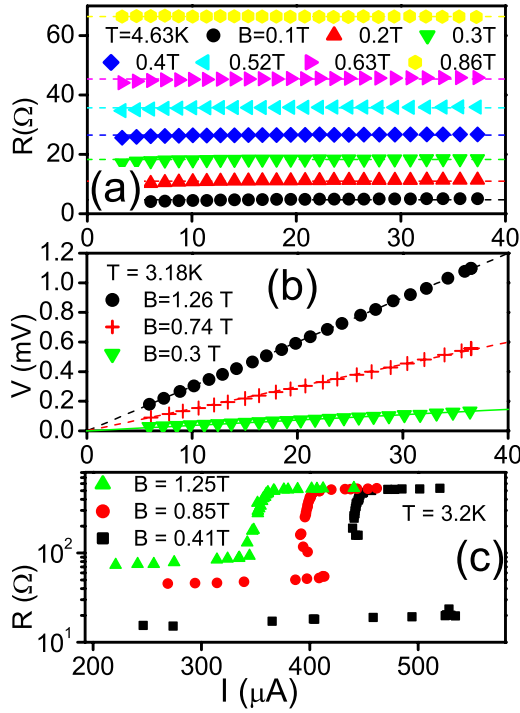 60
40
20
0
R(Ω)
T=4.63K B=0.1T 0.2T 0.3T
0.4T 0.52T 0.63T 0.86T
(a)
0 10 20 30 40
1.2
1.0
0.8
0.6
0.4
0.2
0.0
V (mV)
T = 3.18K
B=1.26 T
B=0.74 T
B=0.3 T
(b)
0 10 20 30 40
10²
10¹
R (Ω)
B = 1.25T
B = 0.85T
B = 0.41T
T = 3.2K
(c)
200 300 400 500
I (μA)